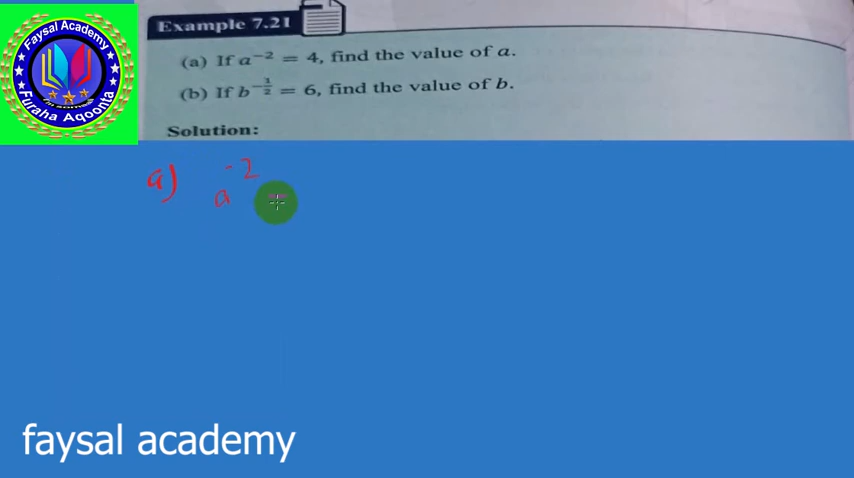 Faysal Academy
Furaha Aqoonta
Example 7.21
(a) If a⁻² = 4, find the value of a.
(b) If b^{-1/2} = 6, find the value of b.
Solution:
a) a⁻²
faysal academy